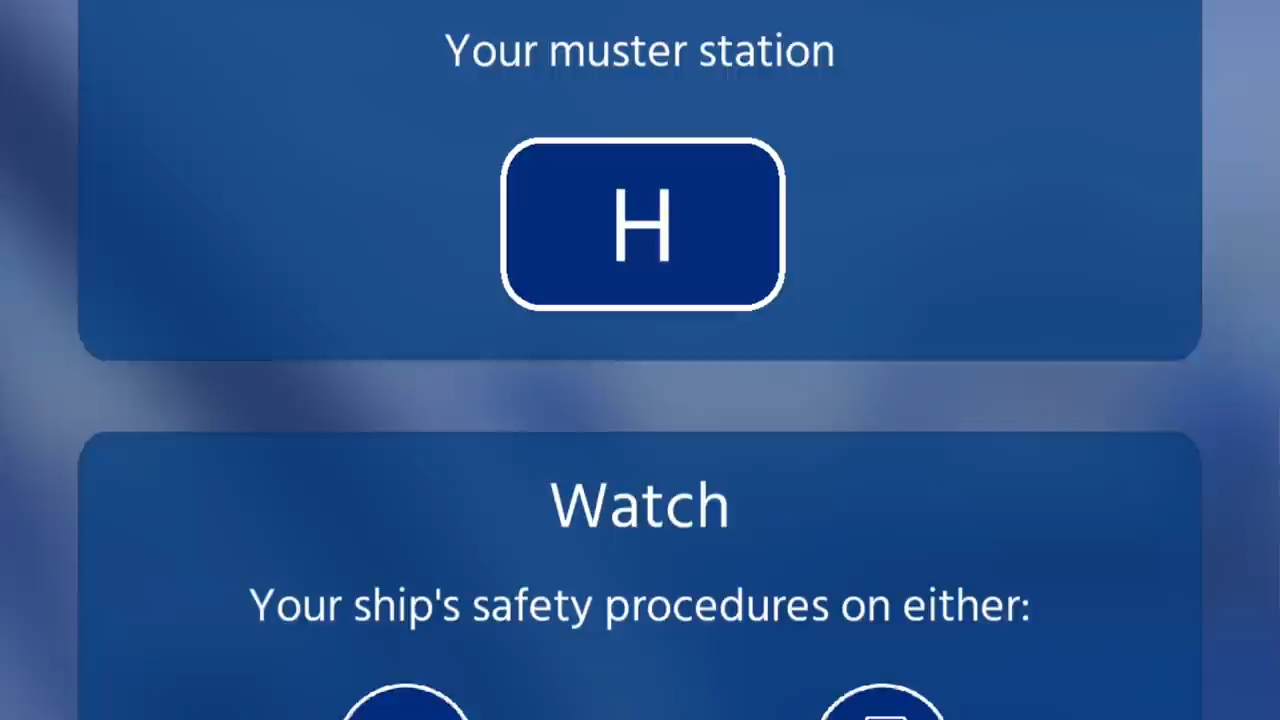 Your muster station
H
Watch
Your ship's safety procedures on either: